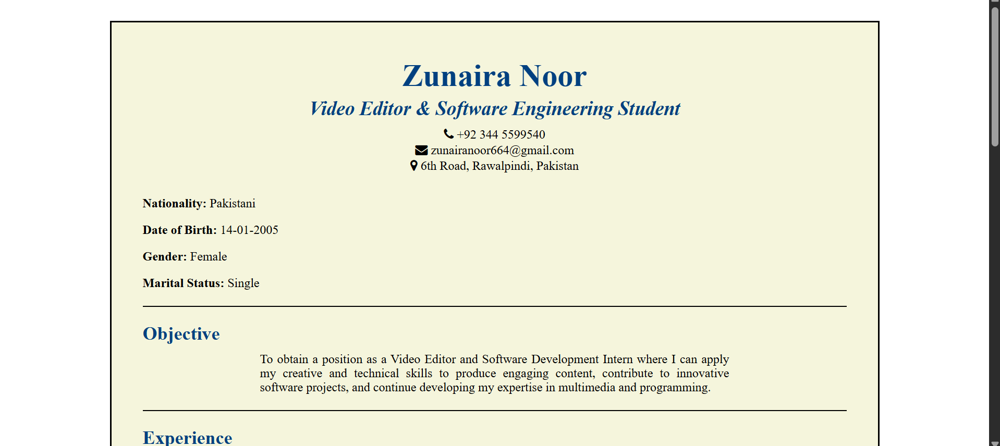 Zunaira Noor
Video Editor & Software Engineering Student
+92 344 5599540
zunairanoor664@gmail.com
6th Road, Rawalpindi, Pakistan
Nationality: Pakistani
Date of Birth: 14-01-2005
Gender: Female
Marital Status: Single
Objective
To obtain a position as a Video Editor and Software Development Intern where I can apply
my creative and technical skills to produce engaging content, contribute to innovative
software projects, and continue developing my expertise in multimedia and programming.
Experience